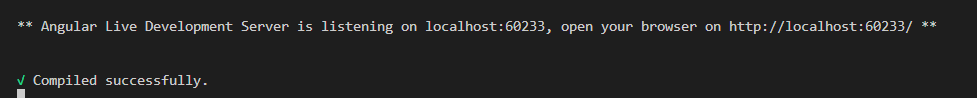 ** Angular Live Development Server is listening on localhost:60233, open your browser on http://localhost:60233/ **
√ Compiled successfully.